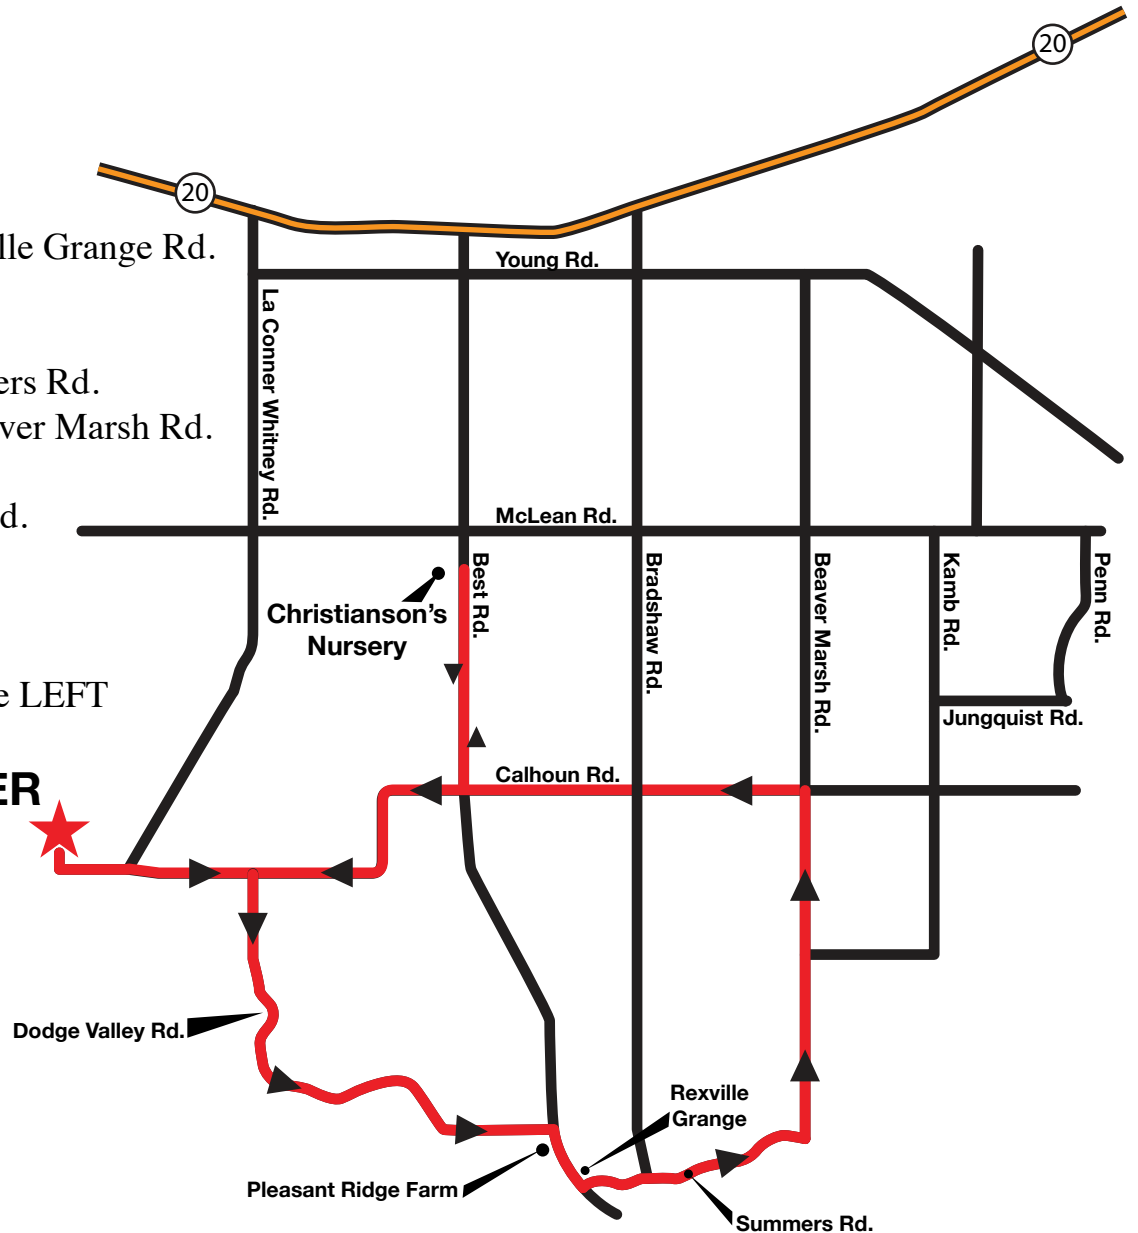 20
20
lle Grange Rd.
Young Rd.
La Conner Whitney Rd.
ers Rd.
ver Marsh Rd.
d.
McLean Rd.
Best Rd.
Bradshaw Rd.
Beaver Marsh Rd.
Kamb Rd.
Penn Rd.
Christianson's
Nursery
e LEFT
Jungquist Rd.
Calhoun Rd.
ER
Dodge Valley Rd.
Rexville
Grange
Pleasant Ridge Farm
Summers Rd.